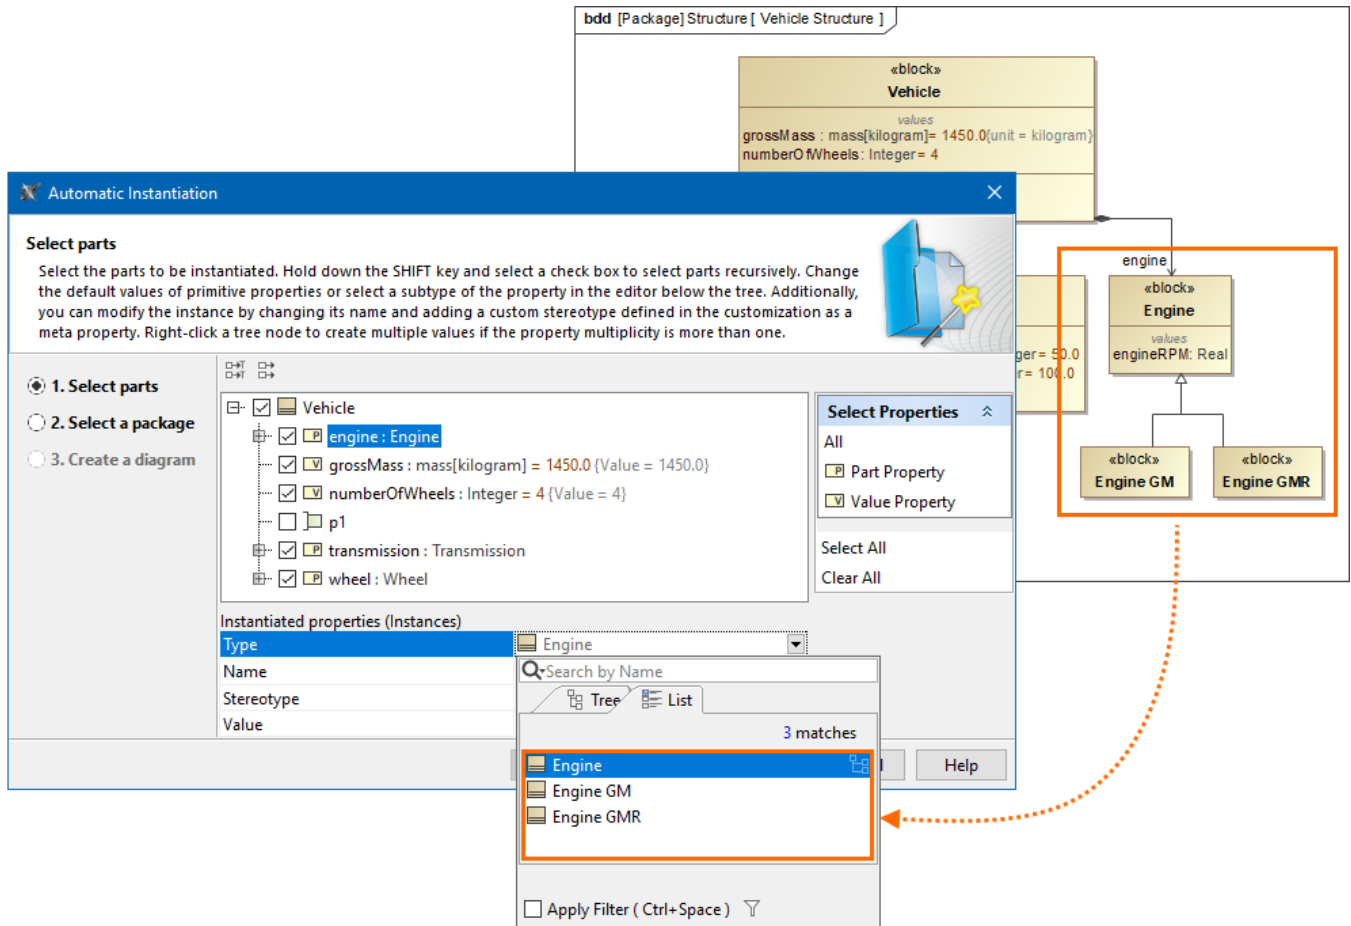 bdd [Package] Structure [ Vehicle Structure ]
«block»
Vehicle
values
grossMass : mass[kilogram]= 1450.0{unit = kilogram}
numberOfWheels : Integer = 4
engine
«block»
Engine
values
engineRPM: Real
= 50.0
= 100.0
«block»
Engine GM
«block»
Engine GMR
Automatic Instantiation
Select parts
Select the parts to be instantiated. Hold down the SHIFT key and select a check box to select parts recursively. Change
the default values of primitive properties or select a subtype of the property in the editor below the tree. Additionally,
you can modify the instance by changing its name and adding a custom stereotype defined in the customization as a
meta property. Right-click a tree node to create multiple values if the property multiplicity is more than one.
1. Select parts
2. Select a package
3. Create a diagram
Vehicle
engine : Engine
grossMass : mass[kilogram] = 1450.0 {Value = 1450.0}
numberOfWheels : Integer = 4 {Value = 4}
p1
transmission : Transmission
wheel : Wheel
Select Properties
All
P Part Property
V Value Property
Select All
Clear All
Instantiated properties (Instances)
Type
Engine
Name
Stereotype
Value
Search by Name
Tree
List
3 matches
Engine
Engine GM
Engine GMR
Apply Filter ( Ctrl+Space )
Help